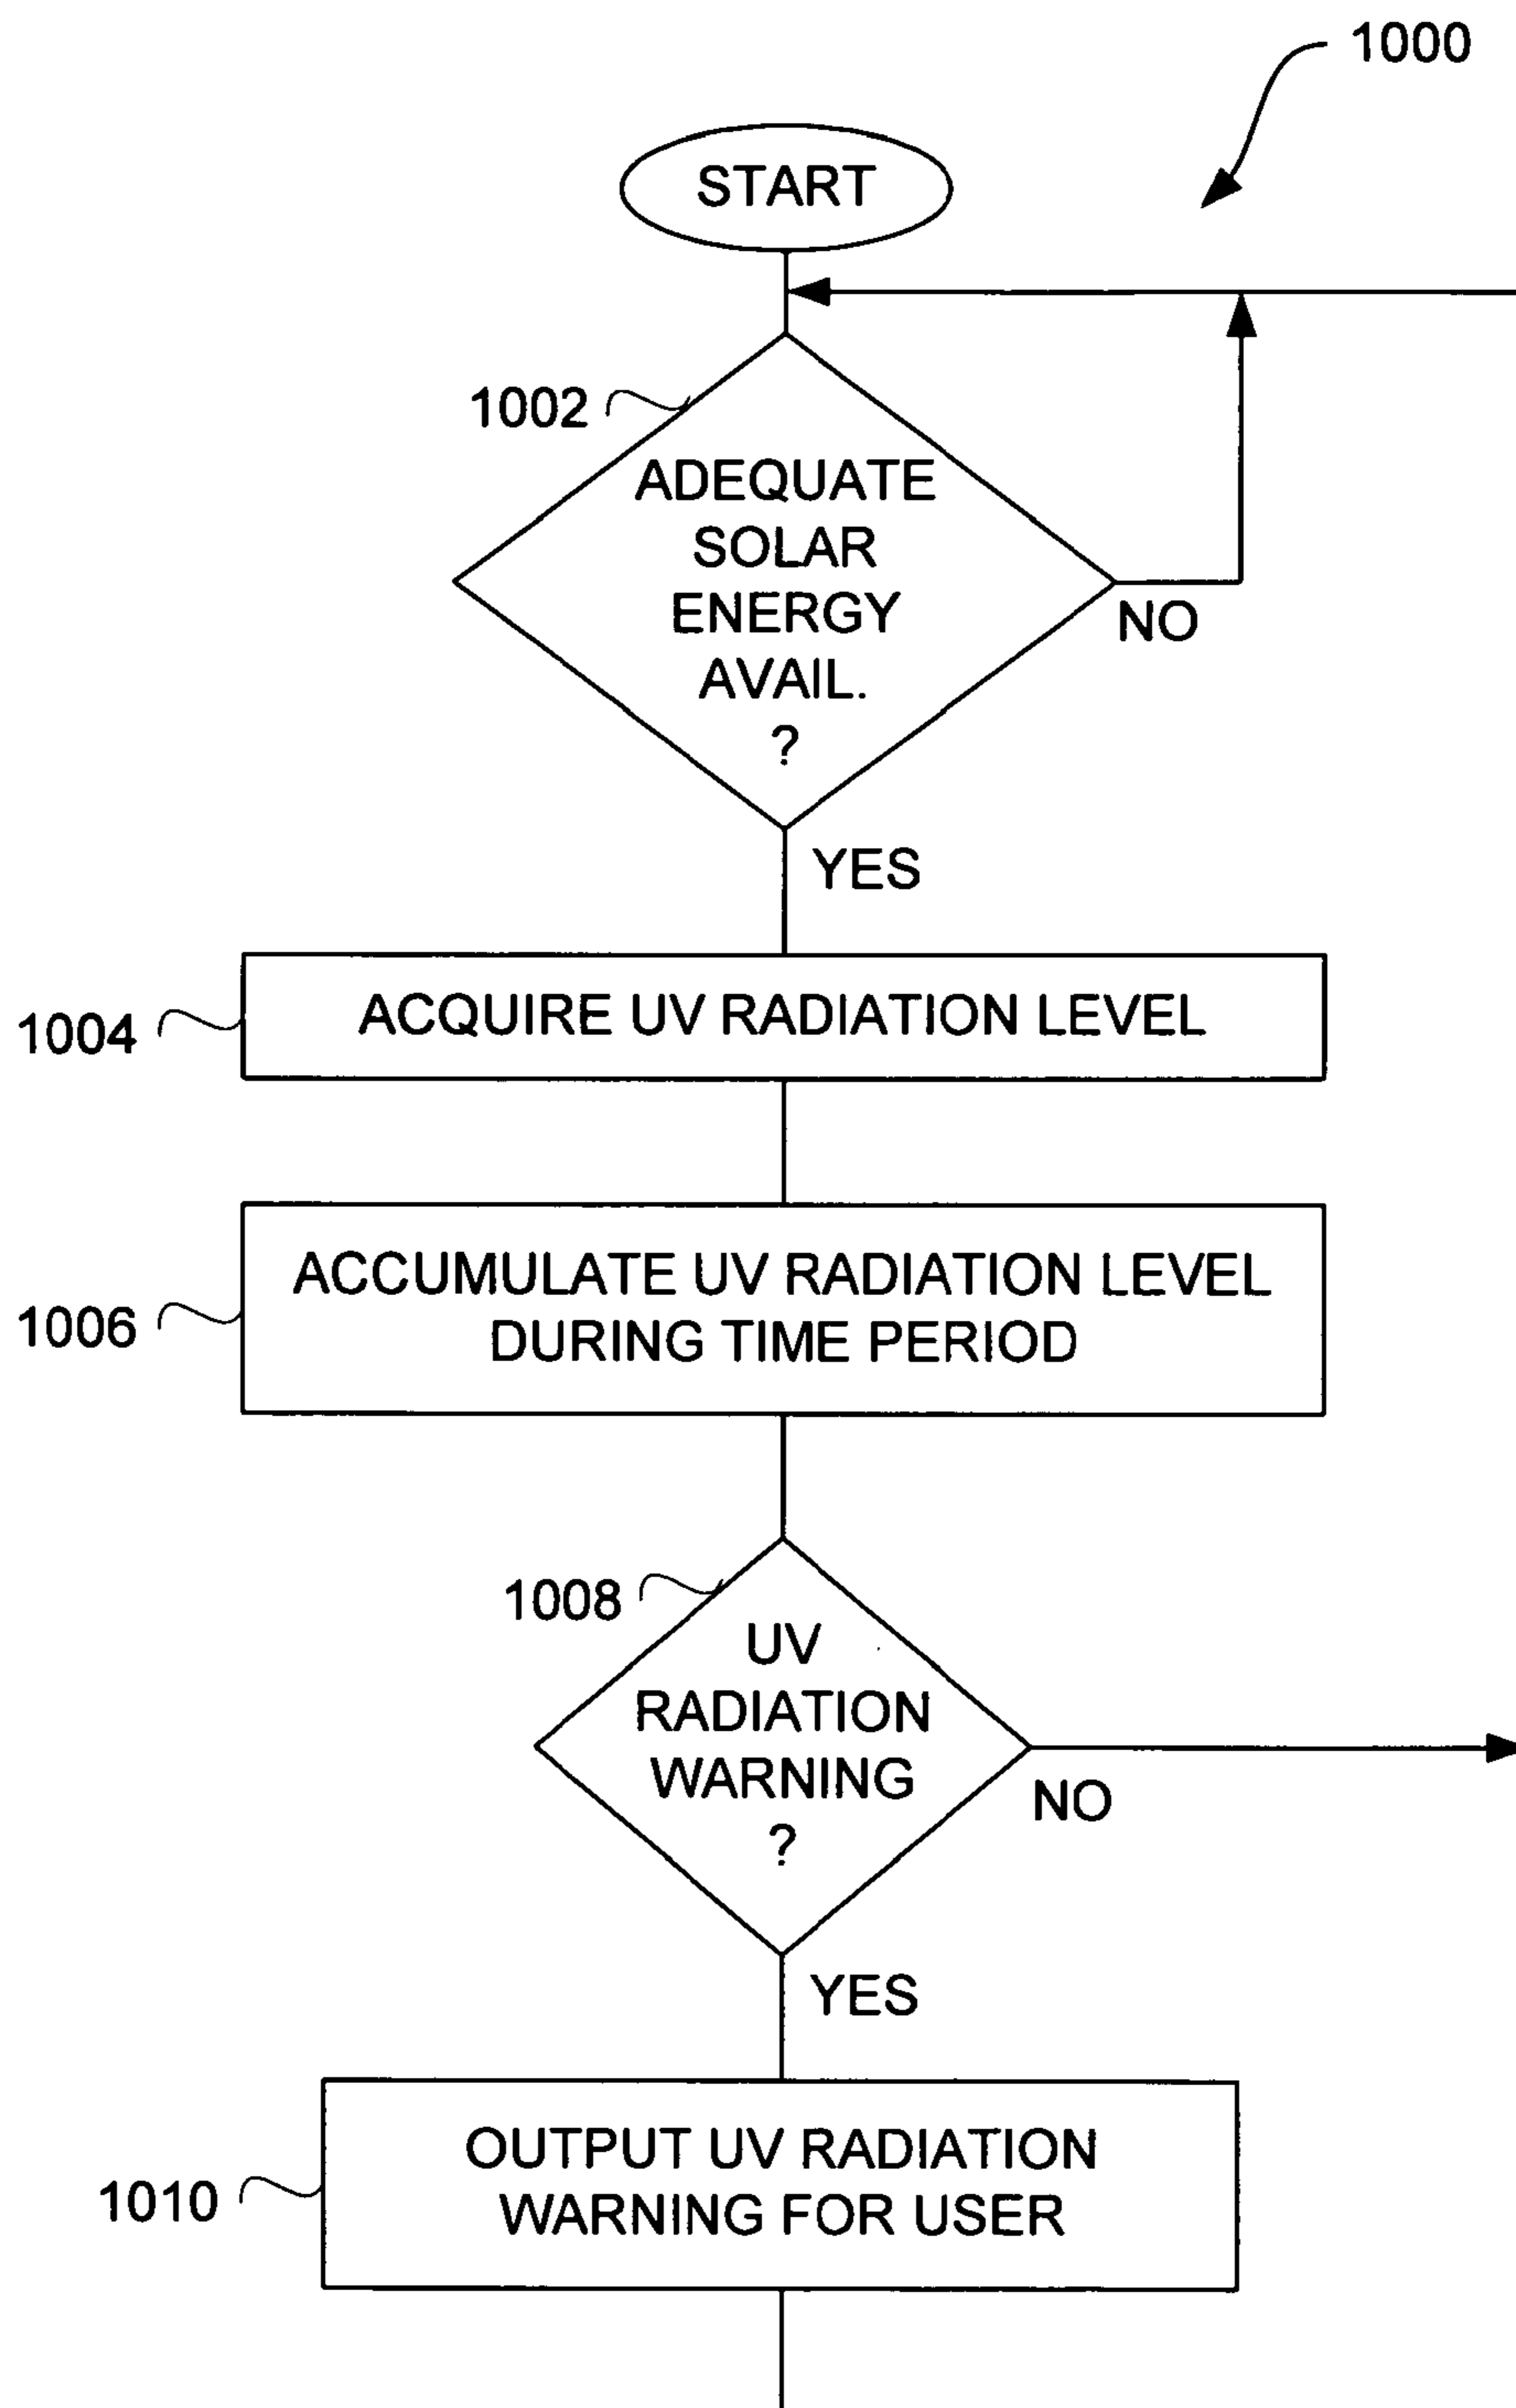 1000
START
1002
ADEQUATE
SOLAR
ENERGY
AVAIL.
?
NO
YES
1004
ACQUIRE UV RADIATION LEVEL
1006
ACCUMULATE UV RADIATION LEVEL
DURING TIME PERIOD
1008
UV
RADIATION
WARNING
?
NO
YES
1010
OUTPUT UV RADIATION
WARNING FOR USER